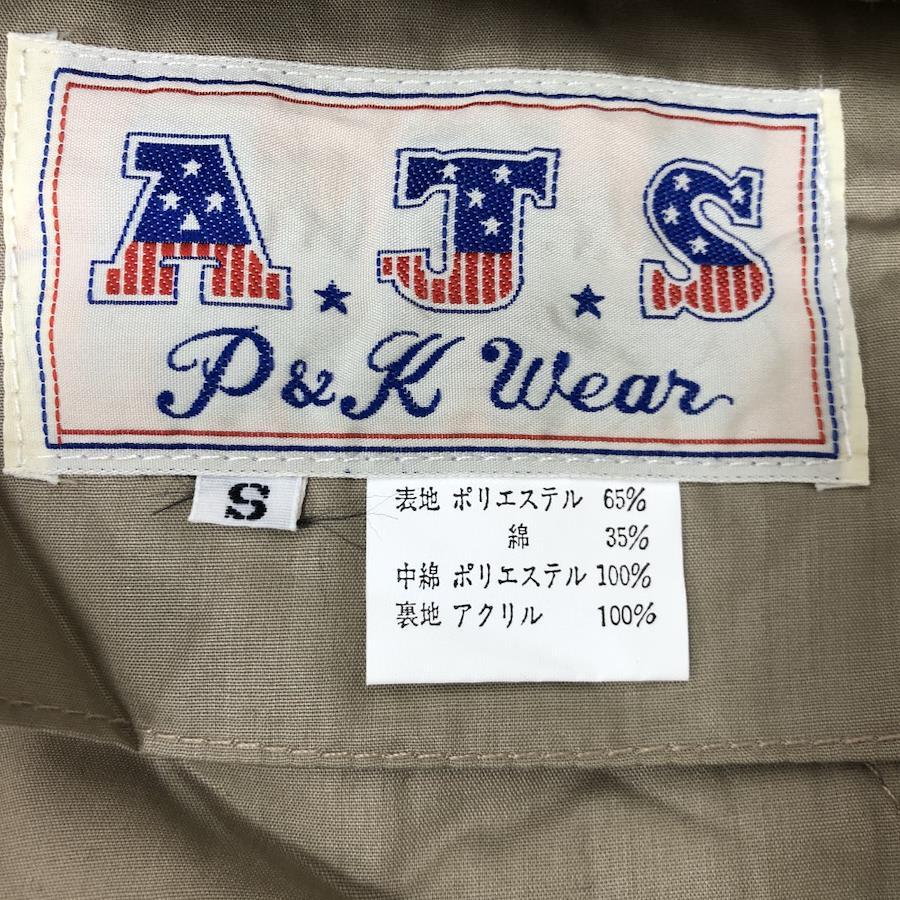 A★J★S
P&K Wear
S
表地 ポリエステル 65%
綿 35%
中綿 ポリエステル 100%
裏地 アクリル 100%